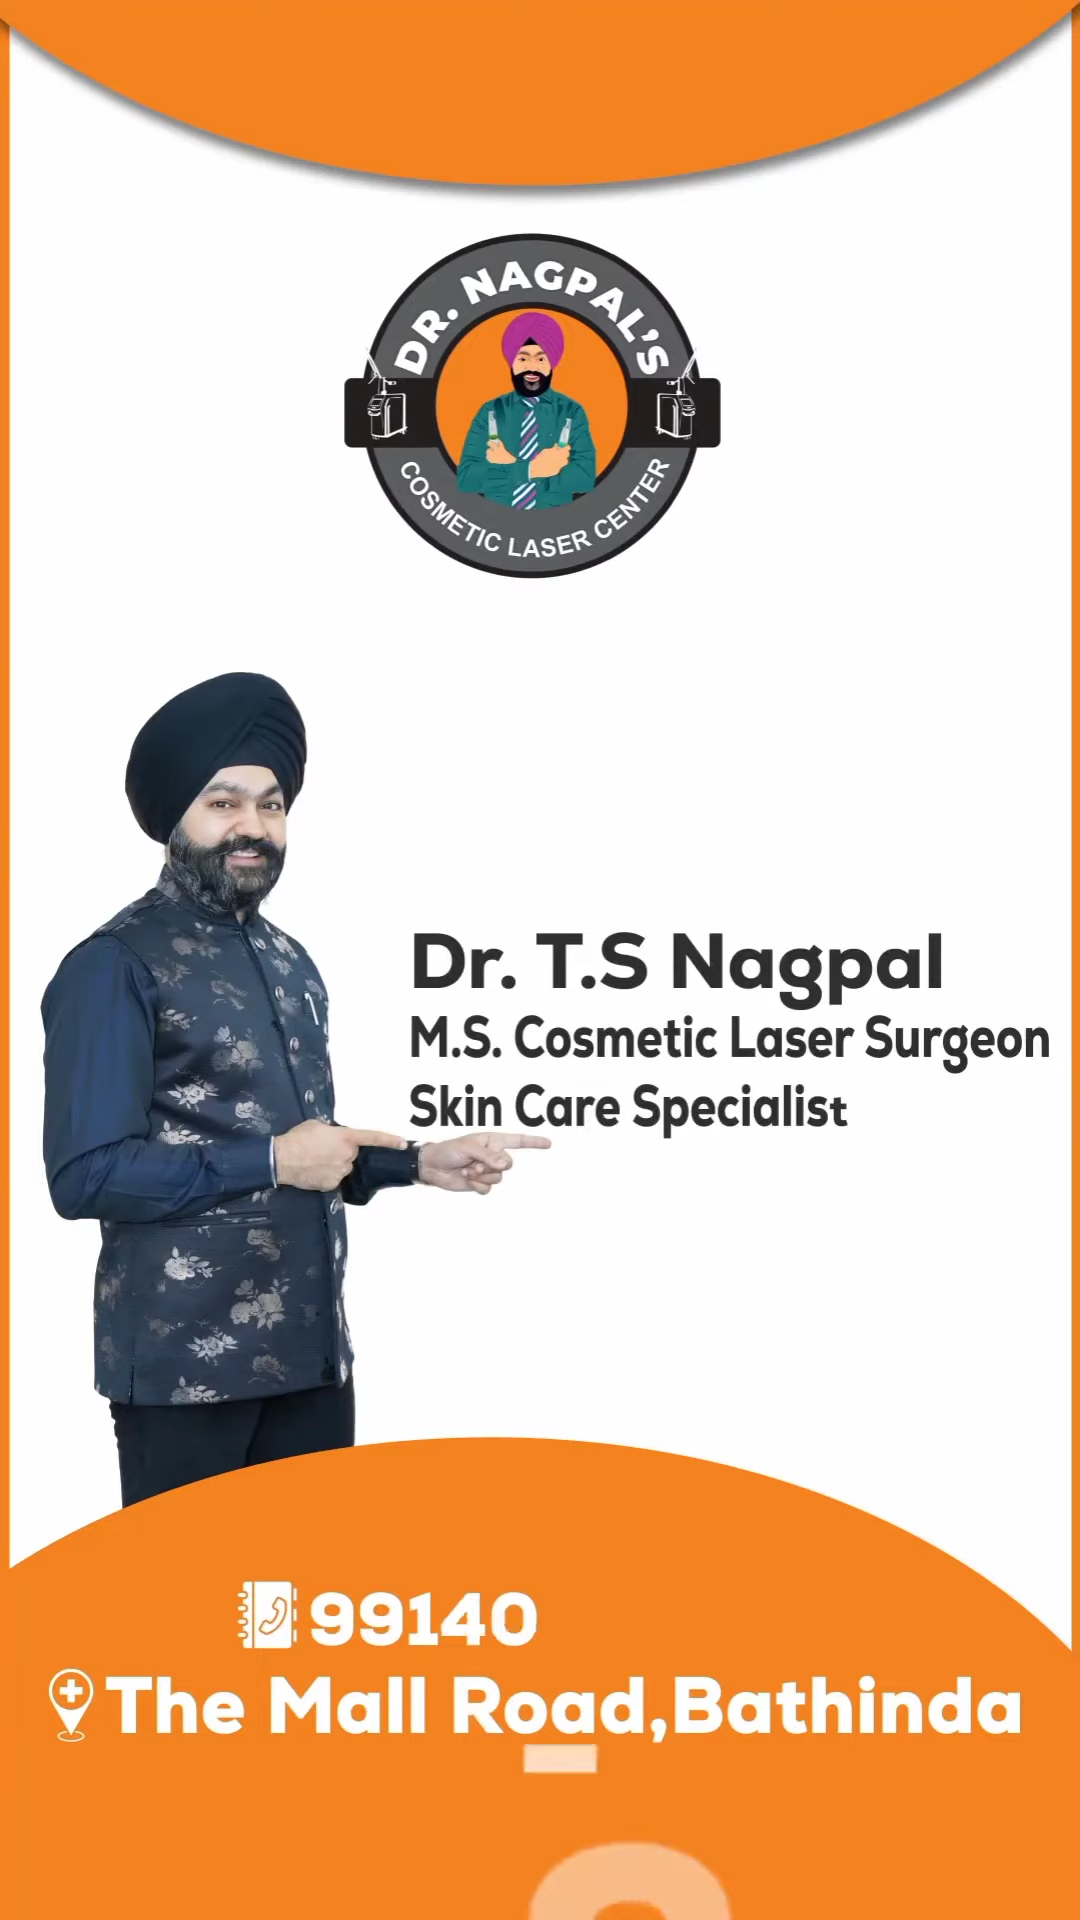 DR. NAGPAL'S
COSMETIC LASER CENTER
Dr. T.S Nagpal
M.S. Cosmetic Laser Surgeon
Skin Care Specialist
99140
The Mall Road,Bathinda